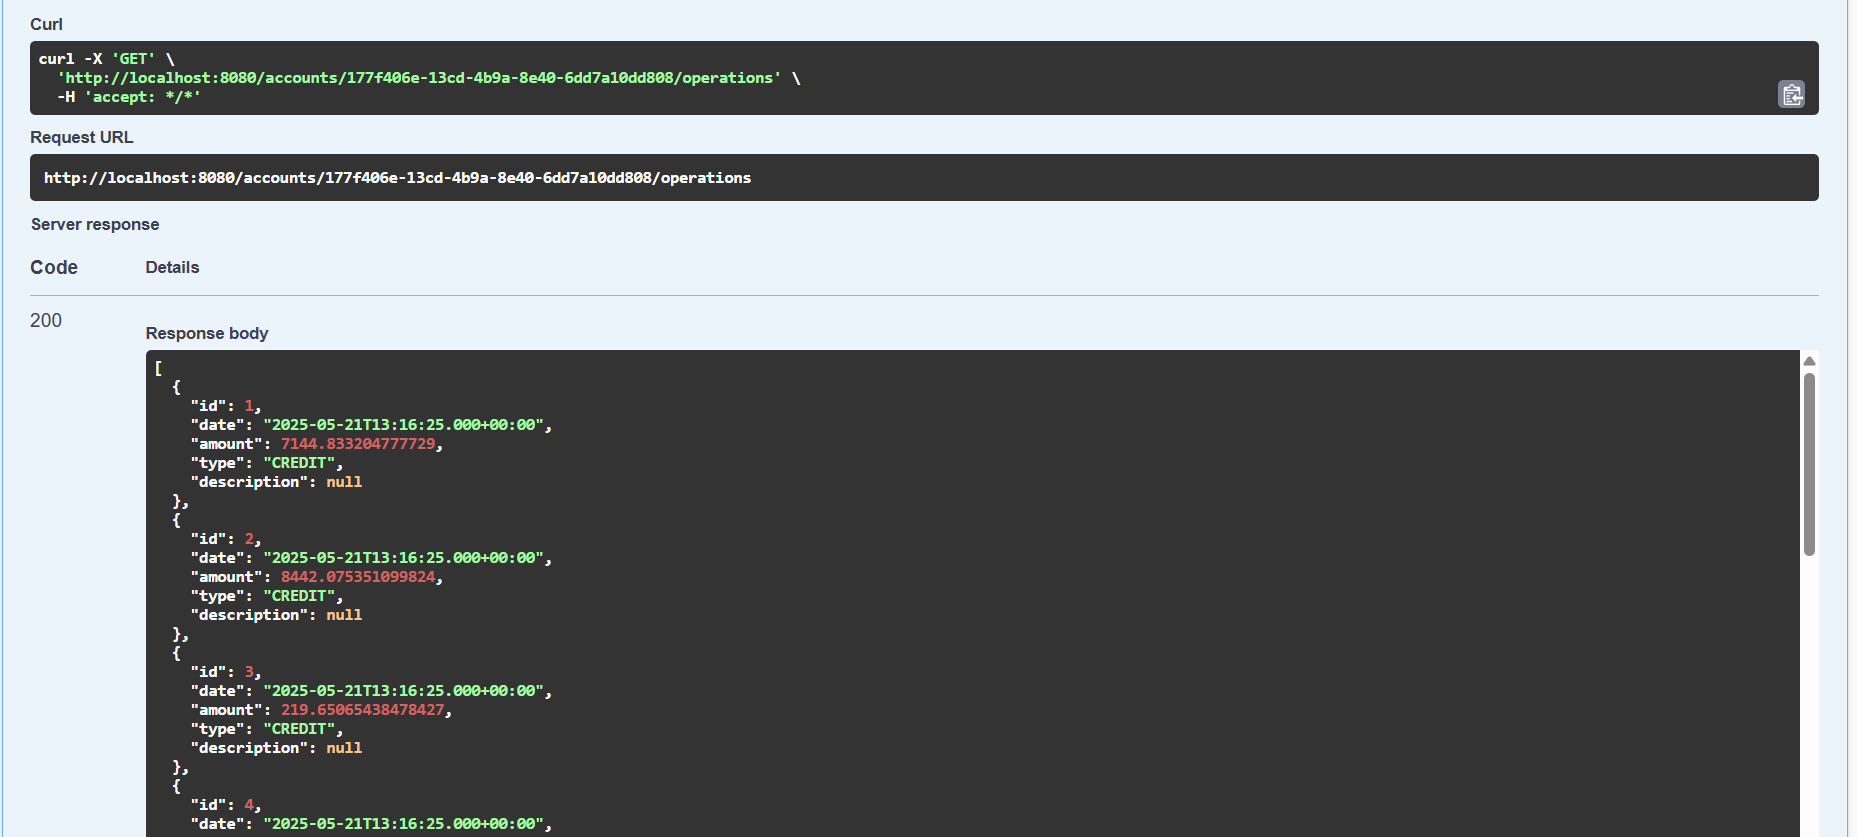 Curl
curl -X 'GET' \
  'http://localhost:8080/accounts/177f406e-13cd-4b9a-8e40-6dd7a10dd808/operations' \
  -H 'accept: */*'
Request URL
http://localhost:8080/accounts/177f406e-13cd-4b9a-8e40-6dd7a10dd808/operations
Server response
Code Details
200
Response body
[
  {
    "id": 1,
    "date": "2025-05-21T13:16:25.000+00:00",
    "amount": 7144.833204777729,
    "type": "CREDIT",
    "description": null
  },
  {
    "id": 2,
    "date": "2025-05-21T13:16:25.000+00:00",
    "amount": 8442.075351099824,
    "type": "CREDIT",
    "description": null
  },
  {
    "id": 3,
    "date": "2025-05-21T13:16:25.000+00:00",
    "amount": 219.65065438478427,
    "type": "CREDIT",
    "description": null
  },
  {
    "id": 4,
    "date": "2025-05-21T13:16:25.000+00:00",